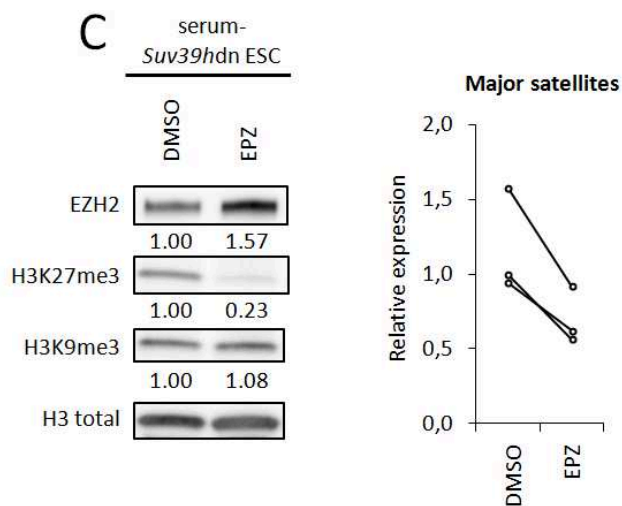 C
serum-
Suv39hdn ESC
DMSO
EPZ
EZH2
1.00 1.57
H3K27me3
1.00 0.23
H3K9me3
1.00 1.08
H3 total
Major satellites
Relative expression
2,0
1,5
1,0
0,5
0,0
DMSO
EPZ